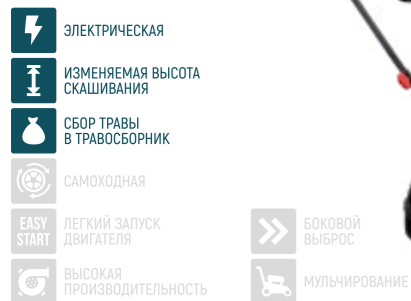 ЭЛЕКТРИЧЕСКАЯ
ИЗМЕНЯЕМАЯ ВЫСОТА
СКАШИВАНИЯ
СБОР ТРАВЫ
В ТРАВОСБОРНИК
САМОХОДНАЯ
EASY
START
ЛЕГКИЙ ЗАПУСК
ДВИГАТЕЛЯ
БОКОВОЙ
ВЫБРОС
ВЫСОКАЯ
ПРОИЗВОДИТЕЛЬНОСТЬ
МУЛЬЧИРОВАНИЕ